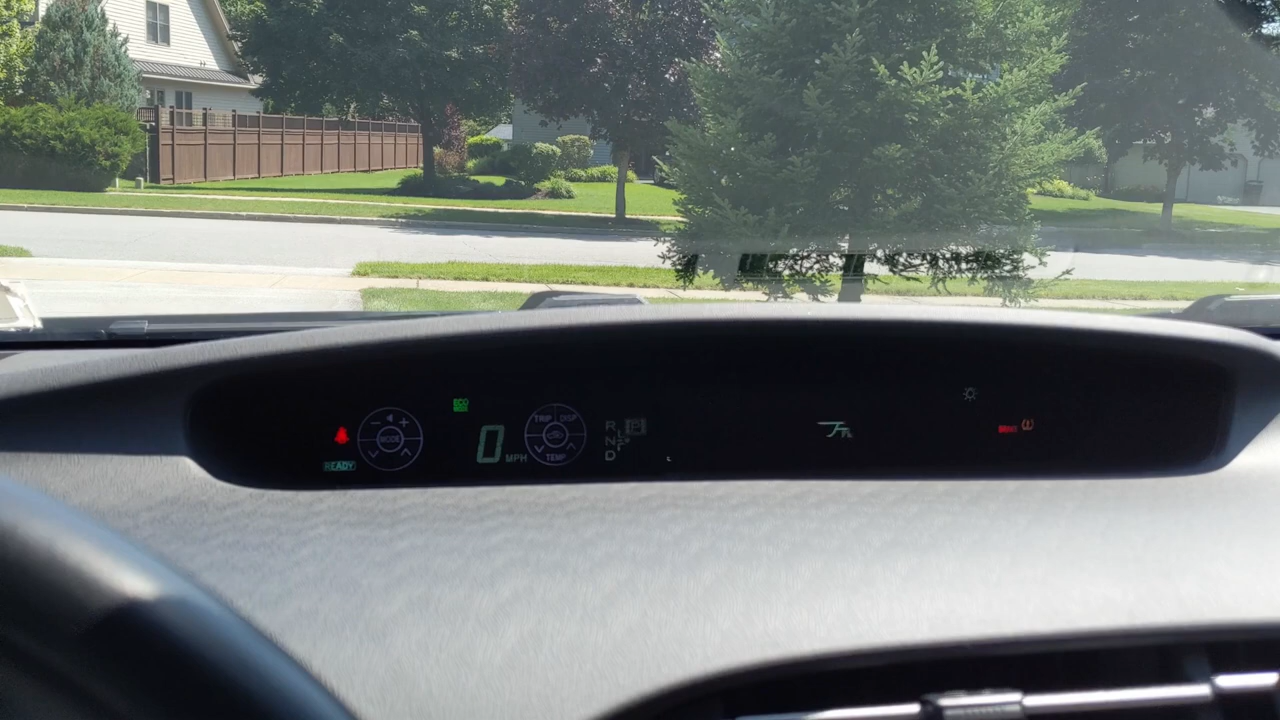 ECO
MODE
READY
0 MPH
TRIP DISP
TEMP
R
N
D
P
BRAKE